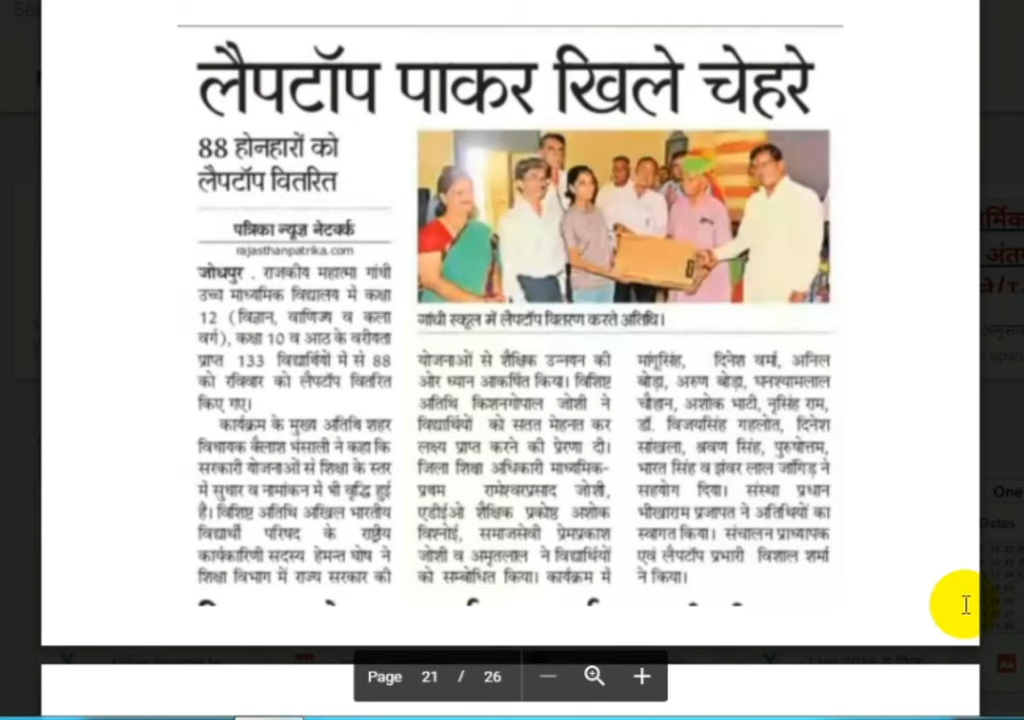 लैपटॉप पाकर खिले चेहरे
88 होनहारों को
लैपटॉप वितरित
पत्रिका न्यूज़ नेटवर्क
rajasthanpatrika.com
जोधपुर . राजकीय महात्मा गांधी
उच्च माध्यमिक विद्यालय में कक्षा
12 (विज्ञान, वाणिज्य व कला
वर्ग), कक्षा 10 व आठ के वरीयता
प्राप्त 133 विद्यार्थियों में से 88
को रविवार को लैपटॉप वितरित
किए गए।
कार्यक्रम के मुख्य अतिथि शहर
विधायक कैलाश भंसाली ने कहा कि
सरकारी योजनाओं से शिक्षा के स्तर
में सुधार व नामांकन में भी वृद्धि हुई
है। विशिष्ट अतिथि अखिल भारतीय
विद्यार्थी परिषद के राष्ट्रीय
कार्यकारिणी सदस्य हेमन्त घोष ने
शिक्षा विभाग में राज्य सरकार की
गांधी स्कूल में लैपटॉप वितरण करते अतिथि।
योजनाओं से शैक्षिक उन्नयन की
ओर ध्यान आकर्षित किया। विशिष्ट
अतिथि किशनगोपाल जोशी ने
विद्यार्थियों को सतत मेहनत कर
लक्ष्य प्राप्त करने की प्रेरणा दी।
जिला शिक्षा अधिकारी माध्यमिक-
प्रथम रामेश्वरप्रसाद जोशी,
एडीईओ शैक्षिक प्रकोष्ठ अशोक
विश्नोई, समाजसेवी प्रेमप्रकाश
जोशी व अमृतलाल ने विद्यार्थियों
को सम्बोधित किया। कार्यक्रम में
मांगूसिंह, दिनेश वर्मा, अनिल
बोड़ा, अरुण बोड़ा, घनश्यामलाल
चौहान, अशोक भाटी, नृसिंह राम,
डॉ. विजयसिंह गहलोत, दिनेश
सांखला, श्रवण सिंह, पुरुषोत्तम,
भारत सिंह व झंवर लाल जांगिड़ ने
सहयोग दिया। संस्था प्रधान
भीखाराम प्रजापत ने अतिथियों का
स्वागत किया। संचालन प्राध्यापक
एवं लैपटॉप प्रभारी विशाल शर्मा
ने किया।
One
Dates
Page 21 / 26